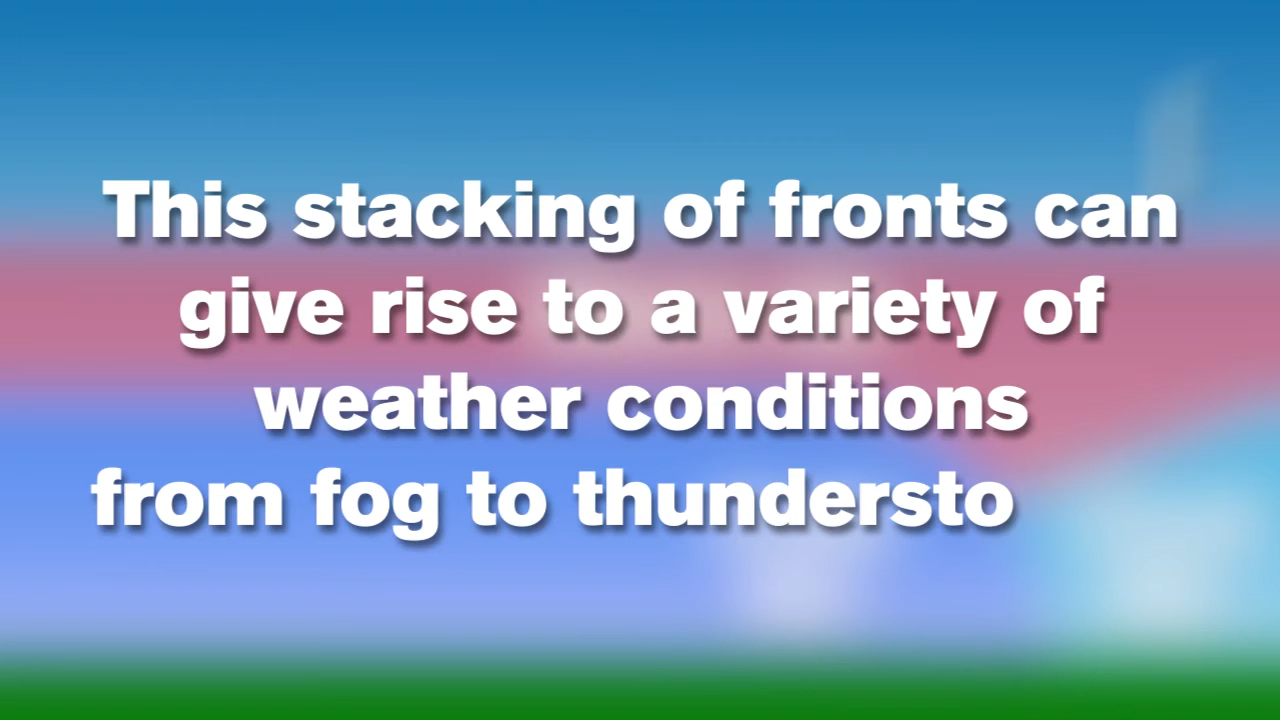 This stacking of fronts can
give rise to a variety of
weather conditions
from fog to thundersto